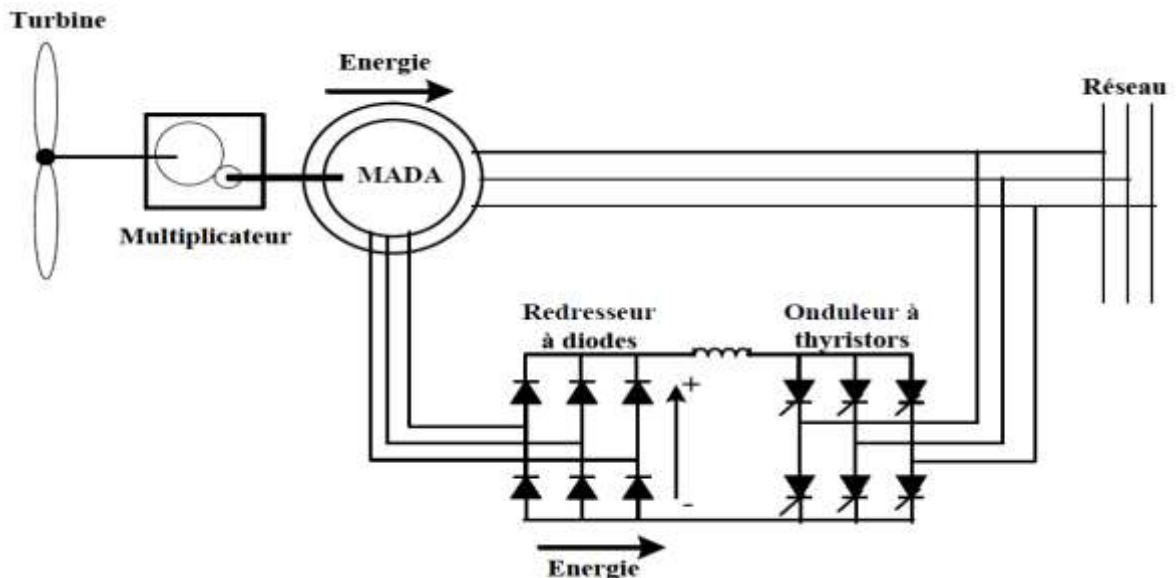 Turbine
Energie
Réseau
MADA
Multiplicateur
Redresseur
à diodes
Onduleur à
thyristors
+
-
Energie